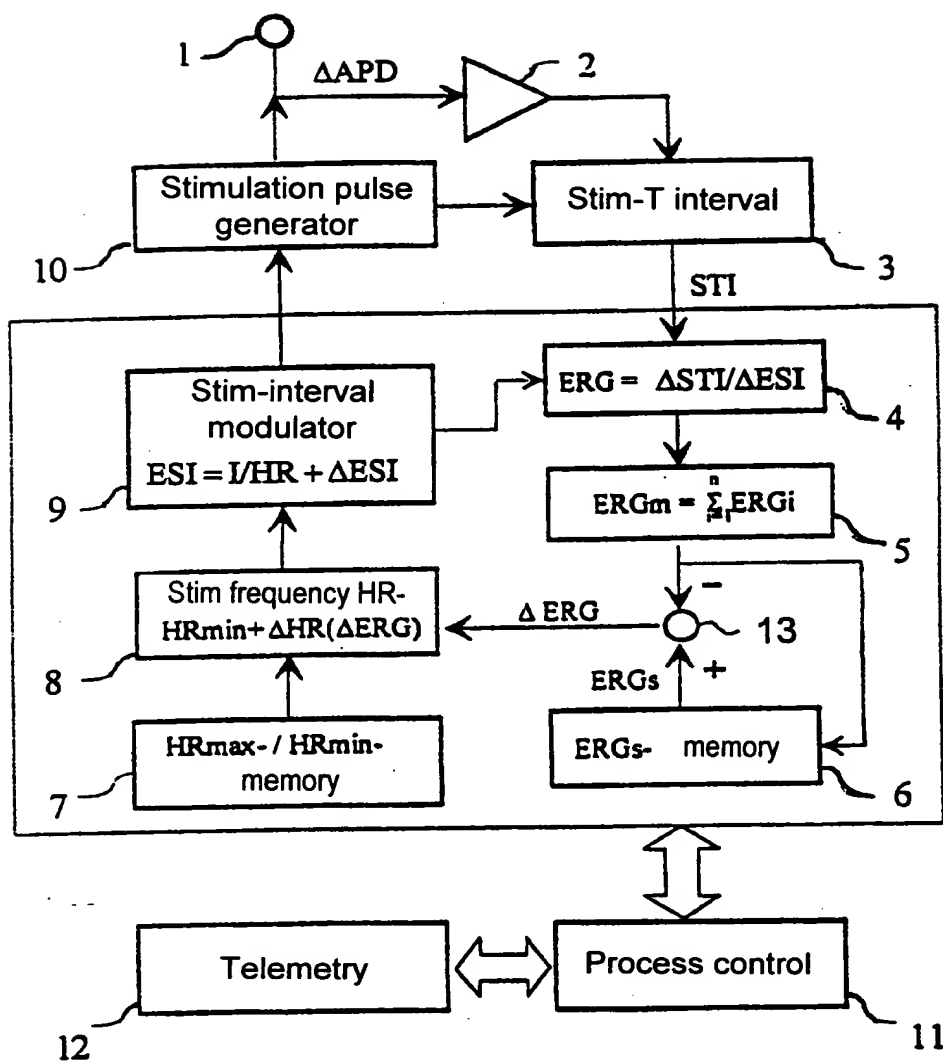 1
ΔAPD
2
Stimulation pulse
generator
10
Stim-T interval
3
STI
Stim-interval
modulator
ESI = I/HR + ΔESI
9
ERG = ΔSTI/ΔESI
4
ERGm = Σ ERGi
n
i=1
5
Stim frequency HR-
HRmin+ ΔHR(ΔERG)
8
Δ ERG
-
13
+
ERGs
HRmax- / HRmin-
memory
7
ERGs- memory
6
Telemetry
12
Process control
11